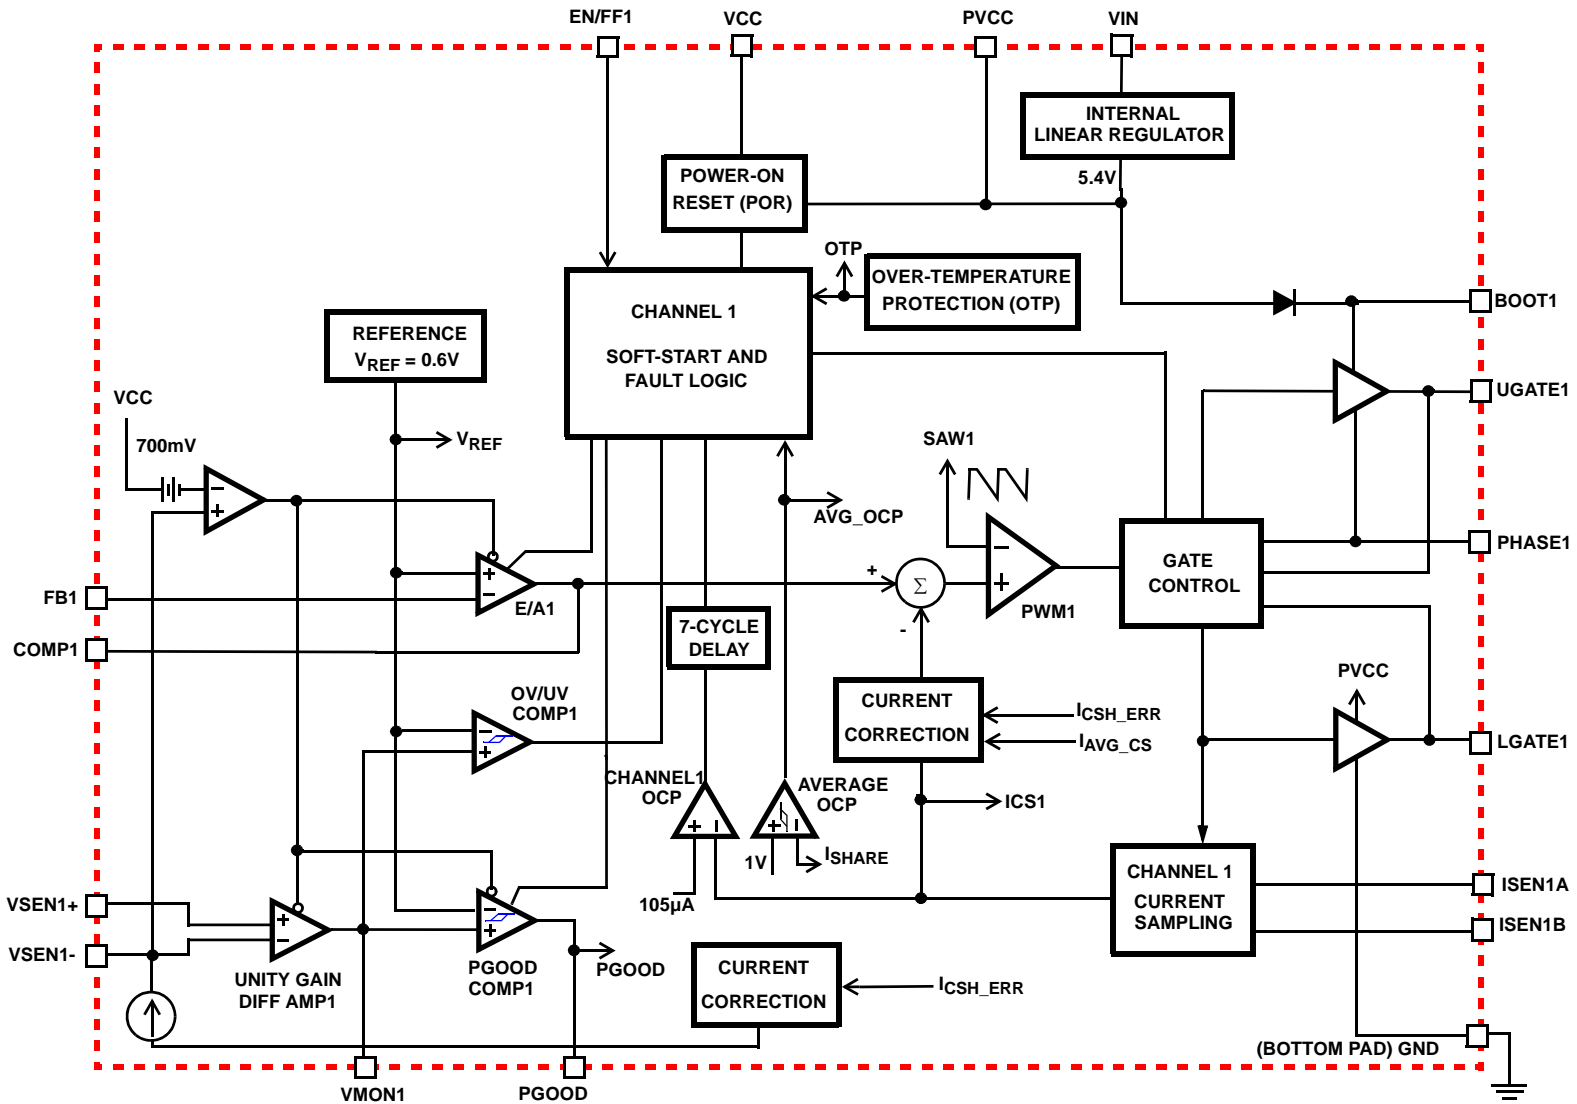 EN/FF1
VCC
PVCC
VIN
INTERNAL
LINEAR REGULATOR
5.4V
POWER-ON
RESET (POR)
OTP
OVER-TEMPERATURE
PROTECTION (OTP)
CHANNEL 1
SOFT-START AND
FAULT LOGIC
REFERENCE
VREF = 0.6V
BOOT1
VCC
700mV
VREF
SAW1
UGATE1
AVG_OCP
PHASE1
GATE
CONTROL
Σ
PWM1
FB1
E/A1
COMP1
7-CYCLE
DELAY
PVCC
OV/UV
COMP1
CURRENT
CORRECTION
ICSH_ERR
IAVG_CS
LGATE1
CHANNEL1
OCP
AVERAGE
OCP
ICS1
1V
ISHARE
105µA
CHANNEL 1
CURRENT
SAMPLING
ISEN1A
ISEN1B
VSEN1+
VSEN1-
UNITY GAIN
DIFF AMP1
PGOOD
COMP1
PGOOD
CURRENT
CORRECTION
ICSH_ERR
(BOTTOM PAD) GND
VMON1
PGOOD